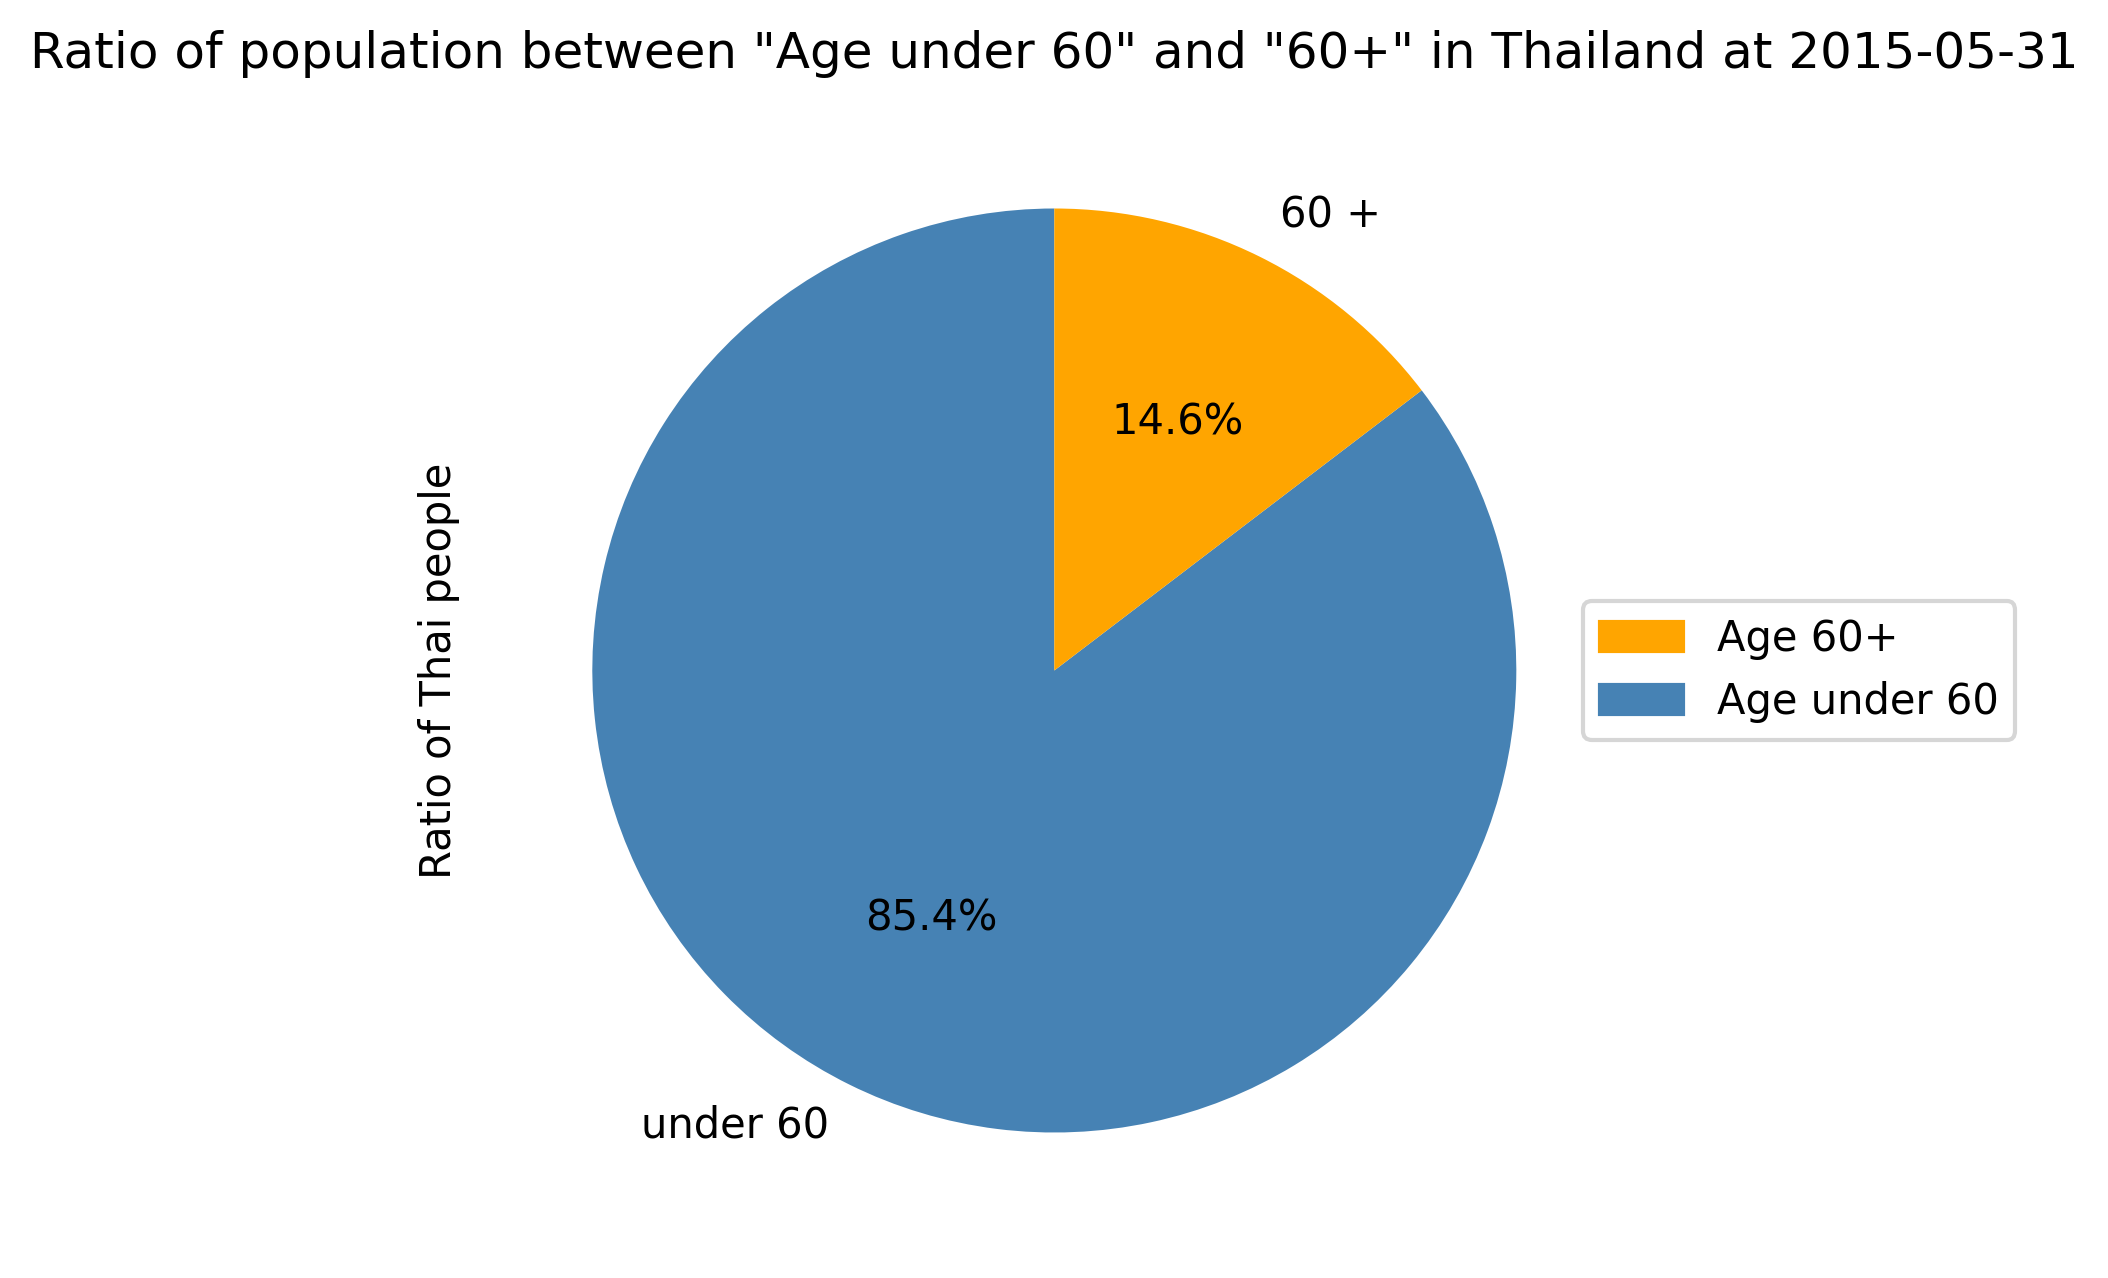 Ratio of population between "Age under 60" and "60+" in Thailand at 2015-05-31
60 +
14.6%
Ratio of Thai people
Age 60+
Age under 60
85.4%
under 60